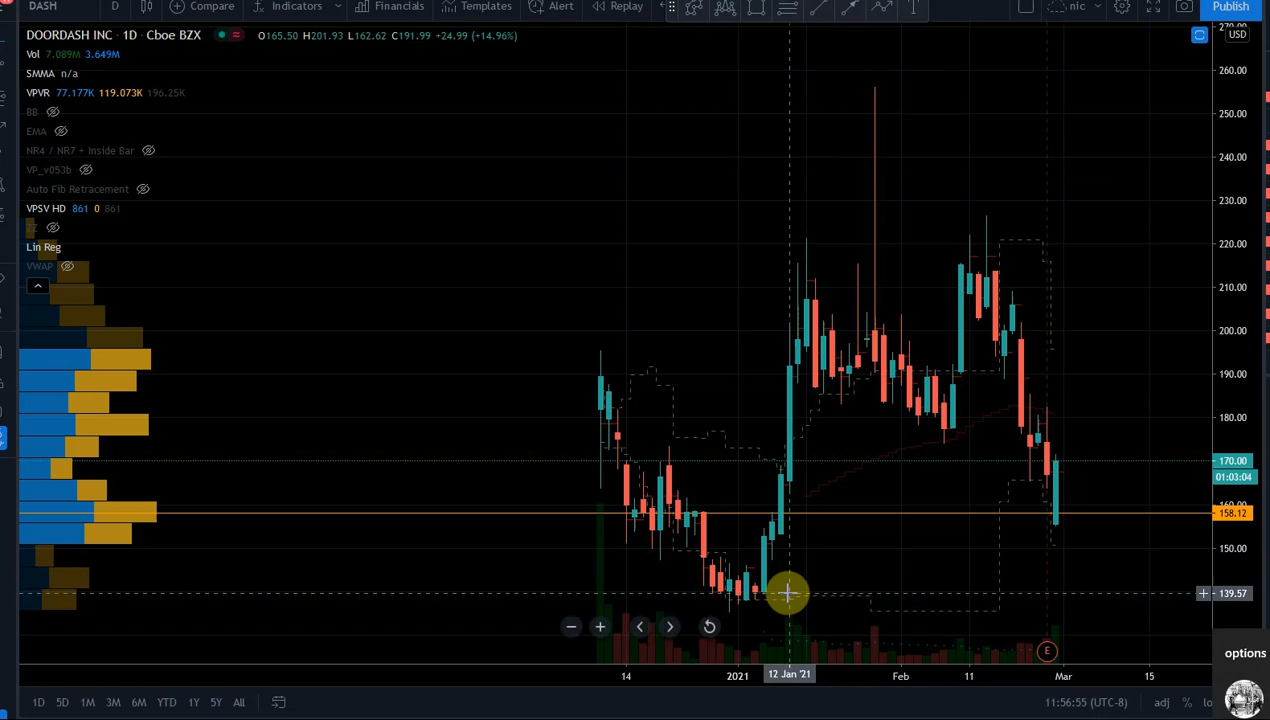 DASH D Compare Indicators Financials Templates Alert Replay nic Publish
DOORDASH INC · 1D · Cboe BZX O165.50 H201.93 L162.62 C191.99 +24.99 (+14.96%)
Vol 7.089M 3.649M
SMMA n/a
VPVR 77.177K 119.073K 196.25K
BB
EMA
NR4 / NR7 + Inside Bar
VP_v053b
Auto Fib Retracement
VPSV HD 861 0 861
ZZ
Lin Reg
VWAP
270.00
USD
260.00
250.00
240.00
230.00
220.00
210.00
200.00
190.00
180.00
170.00
01:03:04
160.00
158.12
150.00
139.57
E
options
14 2021 12 Jan '21 Feb 11 Mar 15
1D 5D 1M 3M 6M YTD 1Y 5Y All 11:56:55 (UTC-8) adj % lo